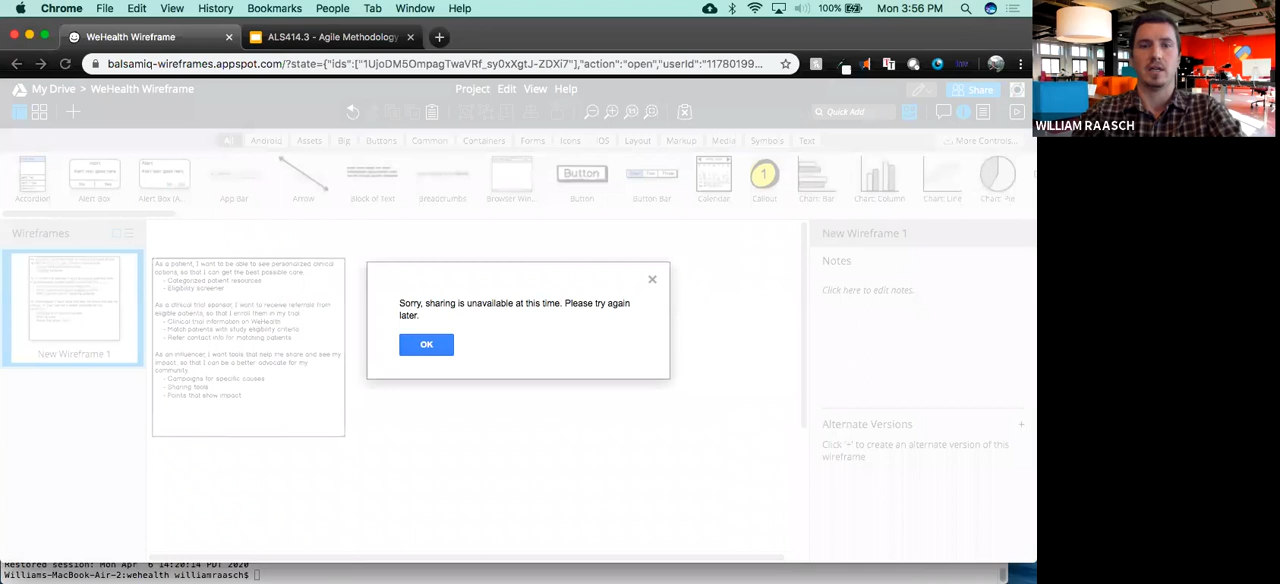 Chrome File Edit View History Bookmarks People Tab Window Help 100% Mon 3:56 PM
WeHealth Wireframe
ALS414.3 - Agile Methodology
balsamiq-wireframes.appspot.com/?state={"ids":["1UjoDM5OmpagTwaVRf_sy0xXgtJ-ZDXi7"],"action":"open","userId":"11780199...
My Drive > WeHealth Wireframe
Project Edit View Help
Share
Quick Add
All Android Assets Big Buttons Common Containers Forms Icons iOS Layout Markup Media Symbols Text More Controls...
Button
1
Accordion Alert Box Alert Box (A... App Bar Arrow Block of Text Breadcrumbs Browser Win... Button Button Bar Calendar Callout Chart: Bar Chart: Column Chart: Line Chart: Pie
Wireframes
New Wireframe 1
As a patient, I want to be able to see personalized clinical
options, so that I can get the best possible care.
- Categorized patient resources
- Eligibility screener
As a clinical trial sponsor, I want to receive referrals from
eligible patients, so that I enroll them in my trial
- Clinical trial information on WeHealth
- Match patients with study eligibility criteria
- Refer contact info for matching patients
As an influencer, I want tools that help me share and see my
impact, so that I can be a better advocate for my
community.
- Campaigns for specific causes
- Sharing tools
- Points that show impact
Sorry, sharing is unavailable at this time. Please try again
later.
OK
New Wireframe 1
Notes
Click here to edit notes.
Alternate Versions +
Click '+' to create an alternate version of this
wireframe
Restored session: Mon Apr 6 14:20:14 PDT 2020
Williams-MacBook-Air-2:wehealth williamraasch$
WILLIAM RAASCH